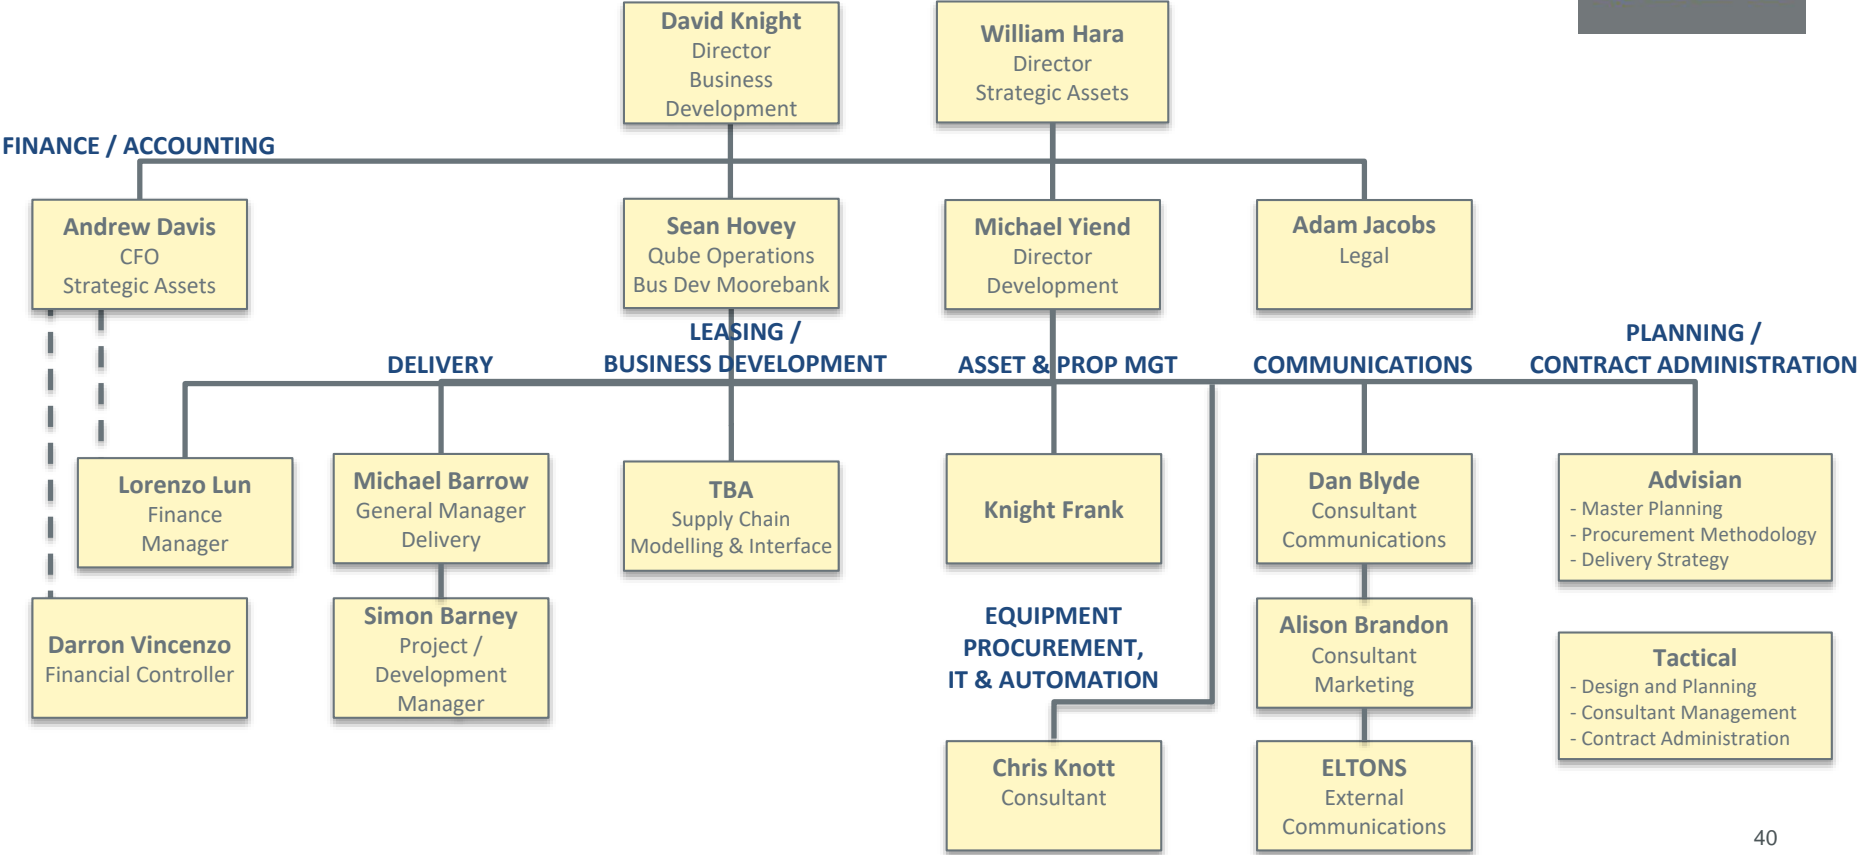 David Knight
Director
Business
Development
William Hara
Director
Strategic Assets
FINANCE / ACCOUNTING
Andrew Davis
CFO
Strategic Assets
Sean Hovey
Qube Operations
Bus Dev Moorebank
Michael Yiend
Director
Development
Adam Jacobs
Legal
DELIVERY
LEASING /
BUSINESS DEVELOPMENT
ASSET & PROP MGT
COMMUNICATIONS
PLANNING /
CONTRACT ADMINISTRATION
Lorenzo Lun
Finance
Manager
Michael Barrow
General Manager
Delivery
TBA
Supply Chain
Modelling & Interface
Knight Frank
Dan Blyde
Consultant
Communications
Advisian
- Master Planning
- Procurement Methodology
- Delivery Strategy
Darron Vincenzo
Financial Controller
Simon Barney
Project /
Development
Manager
EQUIPMENT
PROCUREMENT,
IT & AUTOMATION
Alison Brandon
Consultant
Marketing
Tactical
- Design and Planning
- Consultant Management
- Contract Administration
Chris Knott
Consultant
ELTONS
External
Communications
40